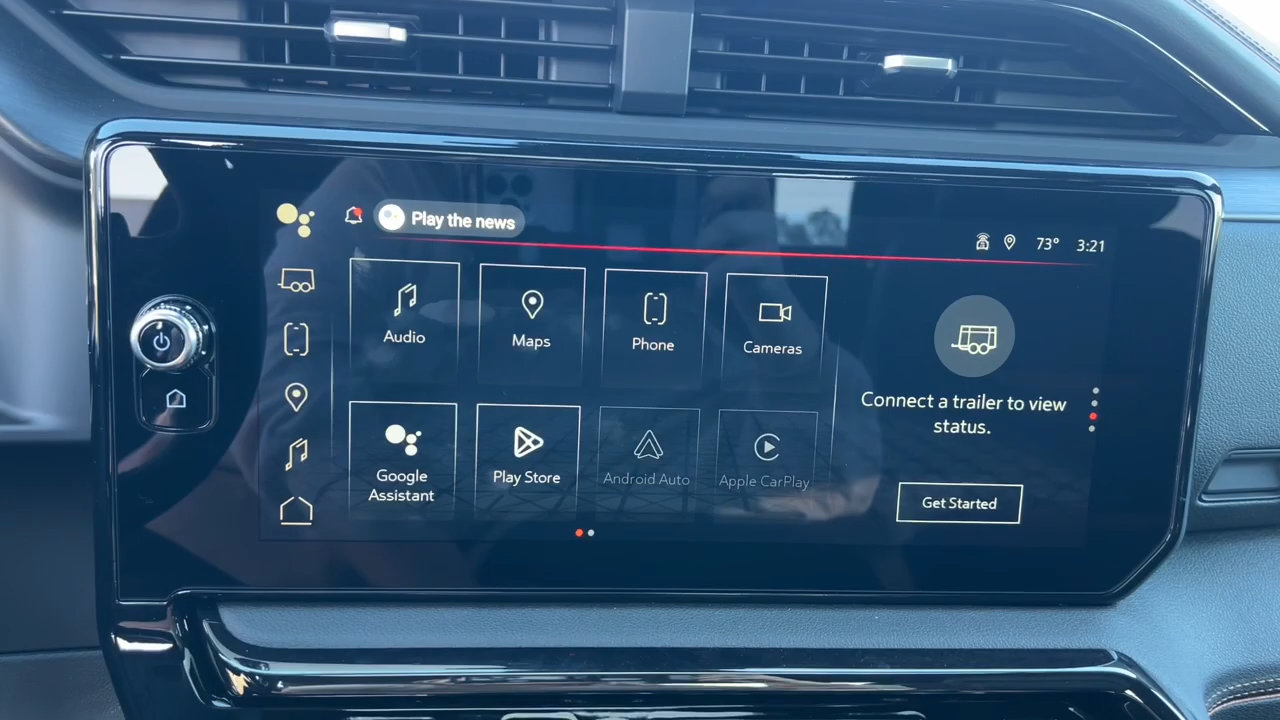 Play the news
73° 3:21
Audio
Maps
Phone
Cameras
Google
Assistant
Play Store
Android Auto
Apple CarPlay
Connect a trailer to view
status.
Get Started